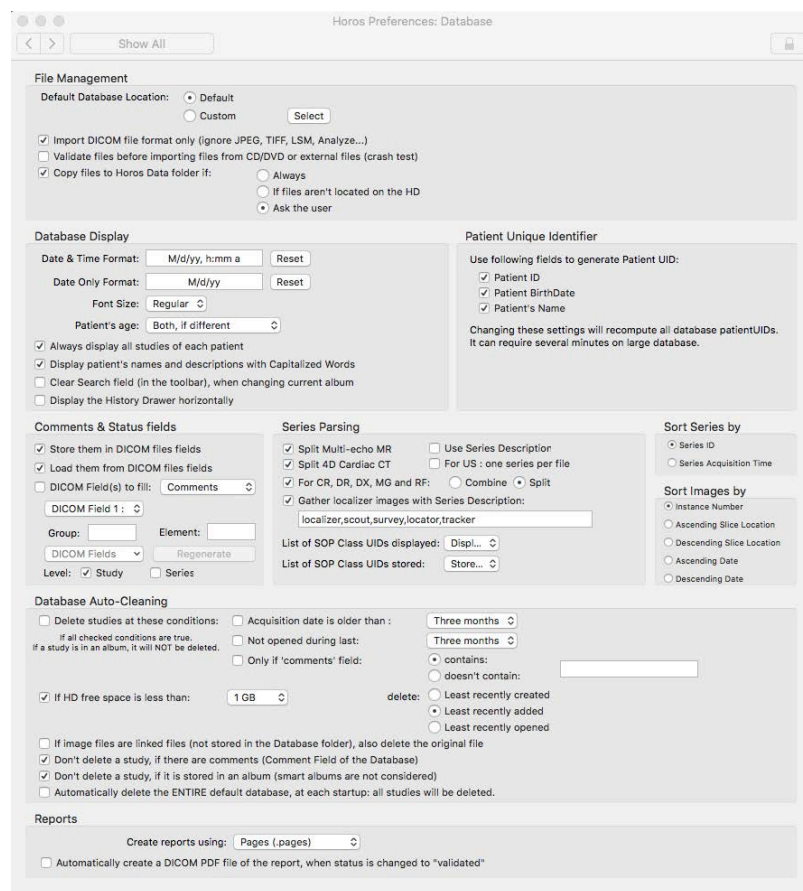 Horos Preferences: Database
Show All
File Management
Default Database Location: Default
Custom Select
Import DICOM file format only (ignore JPEG, TIFF, LSM, Analyze...)
Validate files before importing files from CD/DVD or external files (crash test)
Copy files to Horos Data folder if: Always
If files aren't located on the HD
Ask the user
Database Display
Date & Time Format: M/d/yy, h:mm a Reset
Date Only Format: M/d/yy Reset
Font Size: Regular
Patient's age: Both, if different
Always display all studies of each patient
Display patient's names and descriptions with Capitalized Words
Clear Search field (in the toolbar), when changing current album
Display the History Drawer horizontally
Patient Unique Identifier
Use following fields to generate Patient UID:
Patient ID
Patient BirthDate
Patient's Name
Changing these settings will recompute all database patientUIDs.
It can require several minutes on large database.
Comments & Status fields
Store them in DICOM files fields
Load them from DICOM files fields
DICOM Field(s) to fill: Comments
DICOM Field 1 :
Group: Element:
DICOM Fields Regenerate
Level: Study Series
Series Parsing
Split Multi-echo MR Use Series Description
Split 4D Cardiac CT For US : one series per file
For CR, DR, DX, MG and RF: Combine Split
Gather localizer images with Series Description:
localizer,scout,survey,locator,tracker
List of SOP Class UIDs displayed: Displ...
List of SOP Class UIDs stored: Store...
Sort Series by
Series ID
Series Acquisition Time
Sort Images by
Instance Number
Ascending Slice Location
Descending Slice Location
Ascending Date
Descending Date
Database Auto-Cleaning
Delete studies at these conditions: Acquisition date is older than : Three months
If all checked conditions are true.
If a study is in an album, it will NOT be deleted.
Not opened during last: Three months
Only if 'comments' field: contains:
doesn't contain:
If HD free space is less than: 1 GB delete: Least recently created
Least recently added
Least recently opened
If image files are linked files (not stored in the Database folder), also delete the original file
Don't delete a study, if there are comments (Comment Field of the Database)
Don't delete a study, if it is stored in an album (smart albums are not considered)
Automatically delete the ENTIRE default database, at each startup: all studies will be deleted.
Reports
Create reports using: Pages (.pages)
Automatically create a DICOM PDF file of the report, when status is changed to "validated"